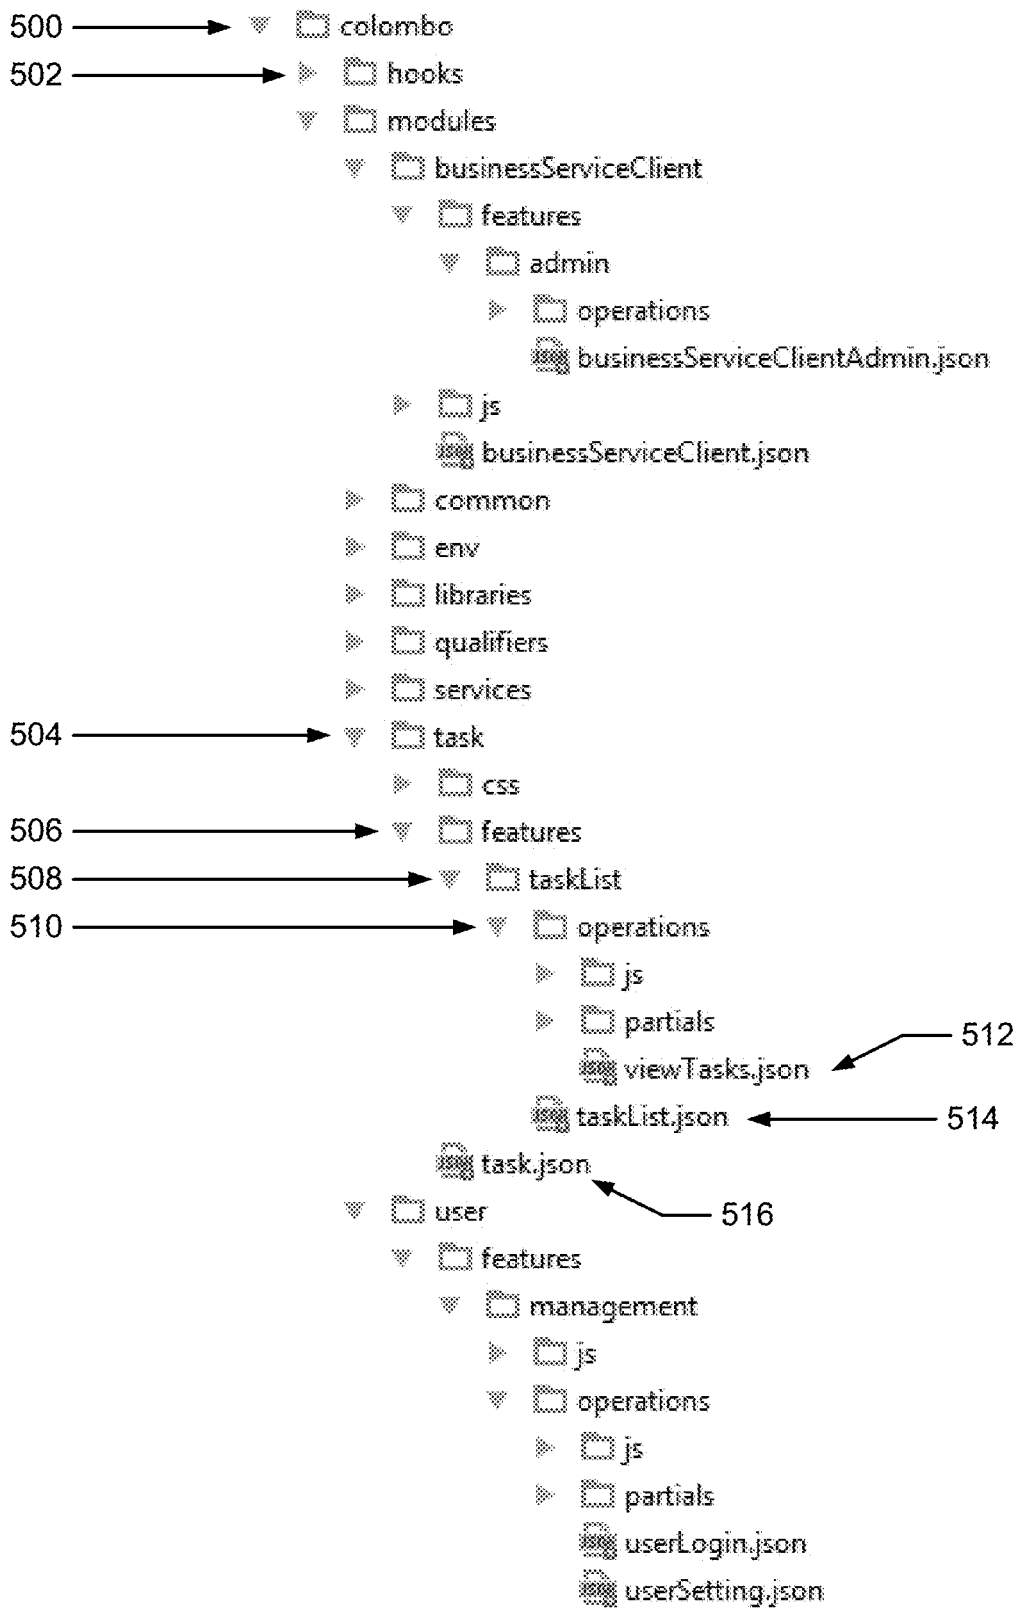 500 colombo
502 hooks
modules
businessServiceClient
features
admin
operations
businessServiceClientAdmin.json
js
businessServiceClient.json
common
env
libraries
qualifiers
services
504 task
css
506 features
508 taskList
510 operations
js
partials
512
viewTasks.json
taskList.json 514
task.json
516
user
features
management
js
operations
js
partials
userLogin.json
userSetting.json